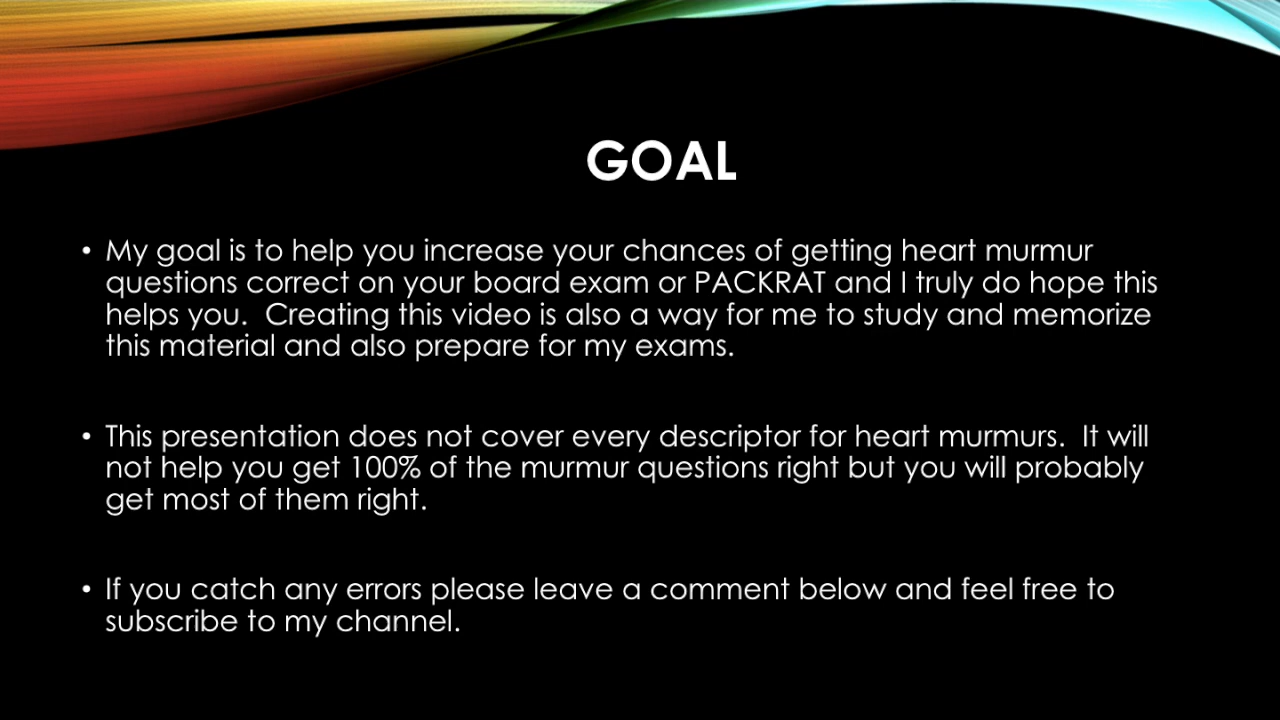 GOAL
• My goal is to help you increase your chances of getting heart murmur
questions correct on your board exam or PACKRAT and I truly do hope this
helps you.  Creating this video is also a way for me to study and memorize
this material and also prepare for my exams.
• This presentation does not cover every descriptor for heart murmurs.  It will
not help you get 100% of the murmur questions right but you will probably
get most of them right.
• If you catch any errors please leave a comment below and feel free to
subscribe to my channel.